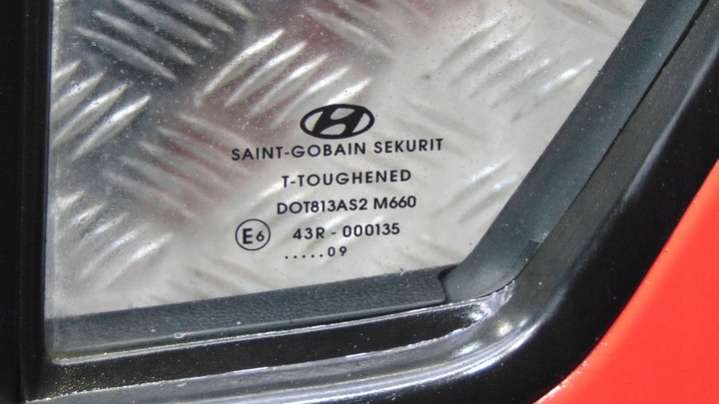 SAINT-GOBAIN SEKURIT
T-TOUGHENED
DOT813AS2 M660
E6 43R - 000135
.....09